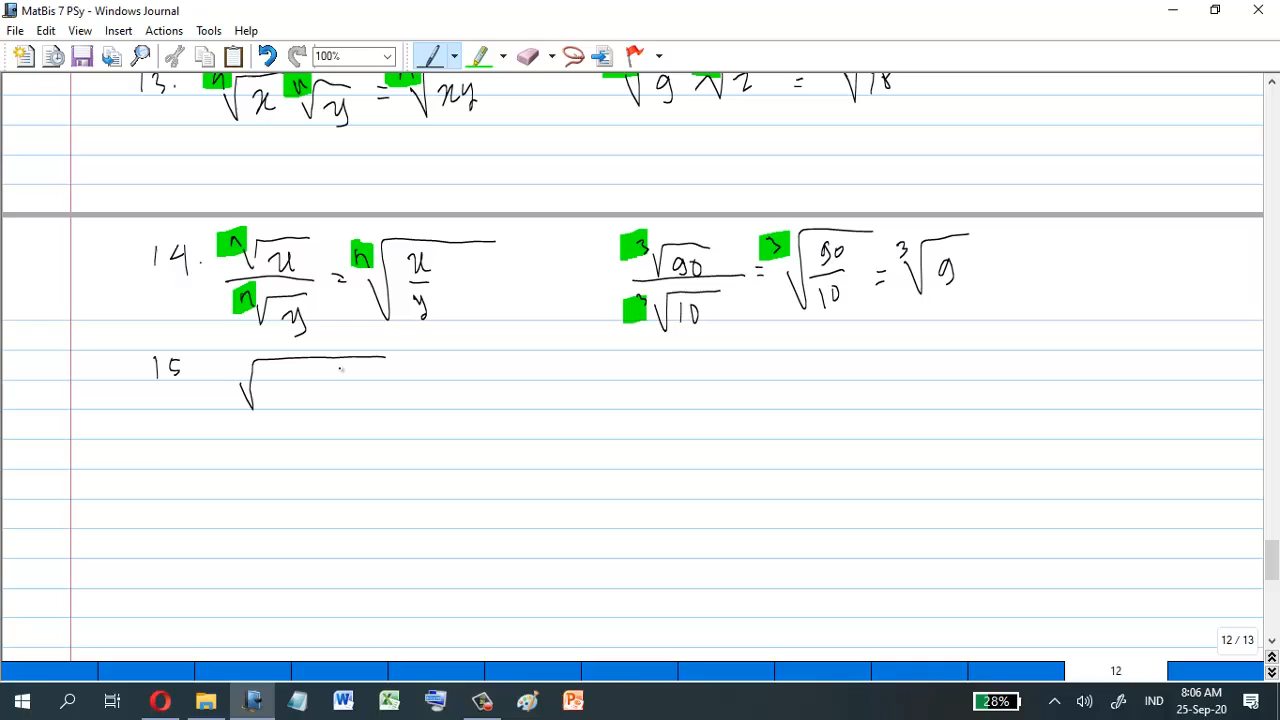 MatBis 7 PSy - Windows Journal
File Edit View Insert Actions Tools Help
100%
13. ⁿ√x ⁿ√y = ⁿ√xy √9 × √2 = √18
14. ⁿ√x / ⁿ√y = ⁿ√(x/y) ³√90 / ³√10 = ³√(90/10) = ³√9
15 √
12 / 13
12
28% IND 8:06 AM
25-Sep-20